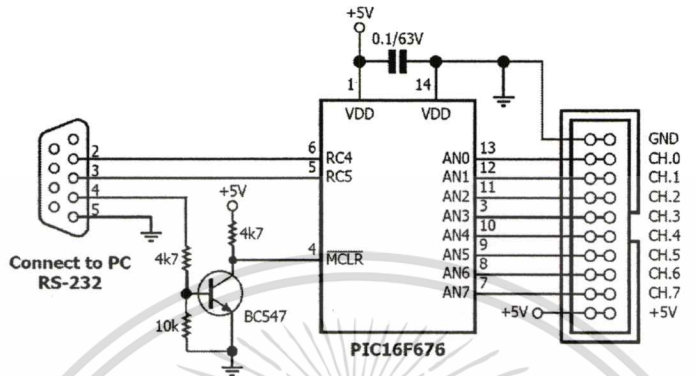 +5V
0.1/63V
1
14
VDD
VDD
GND
2
6
RC4
AN0
13
CH.0
3
5
RC5
AN1
12
CH.1
4
AN2
11
CH.2
5
+5V
AN3
3
CH.3
4k7
AN4
10
CH.4
4k7
4
MCLR
AN5
9
CH.5
Connect to PC
RS-232
AN6
8
CH.6
BC547
AN7
7
CH.7
10k
+5V
+5V
PIC16F676